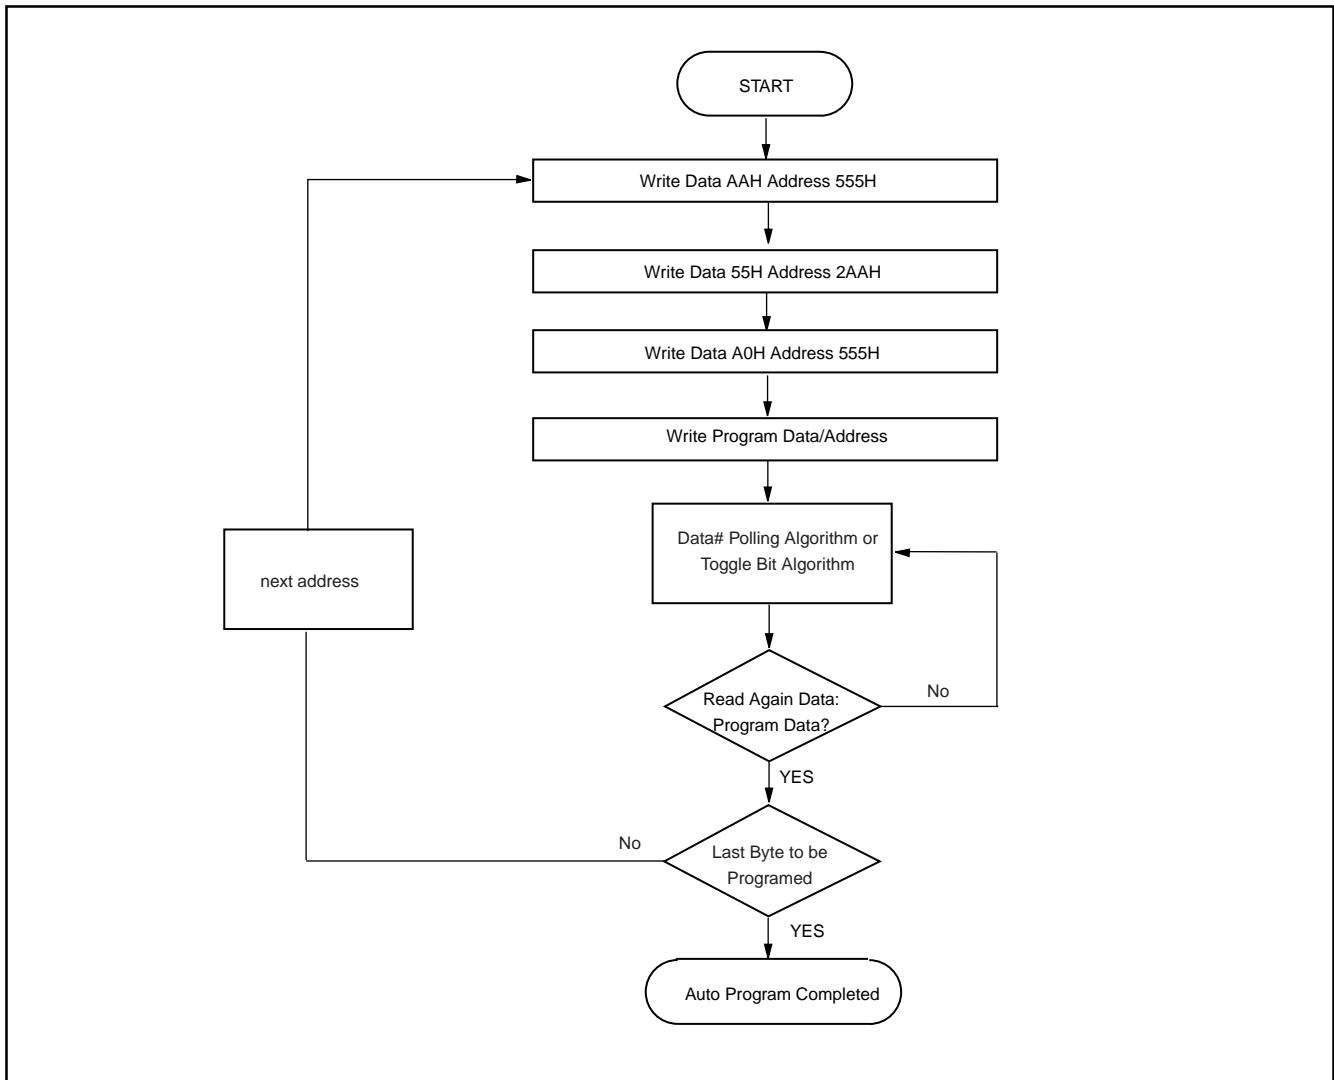 START
Write Data AAH Address 555H
Write Data 55H Address 2AAH
Write Data A0H Address 555H
Write Program Data/Address
Data# Polling Algorithm or
Toggle Bit Algorithm
next address
Read Again Data:
Program Data?
No
YES
No
Last Byte to be
Programed
YES
Auto Program Completed